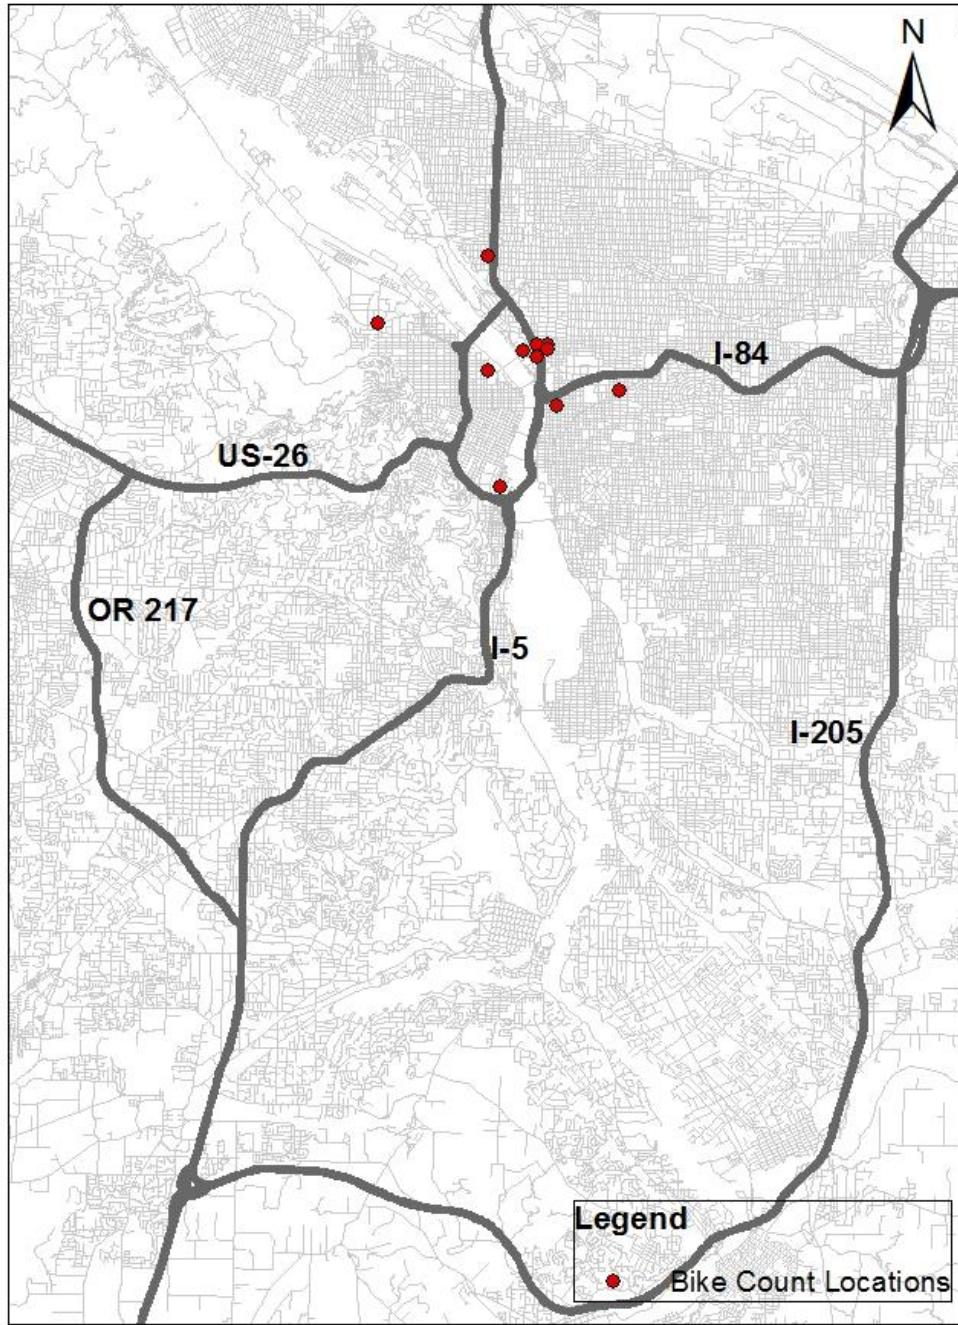 N
I-84
US-26
OR 217
I-5
I-205
Legend
Bike Count Locations